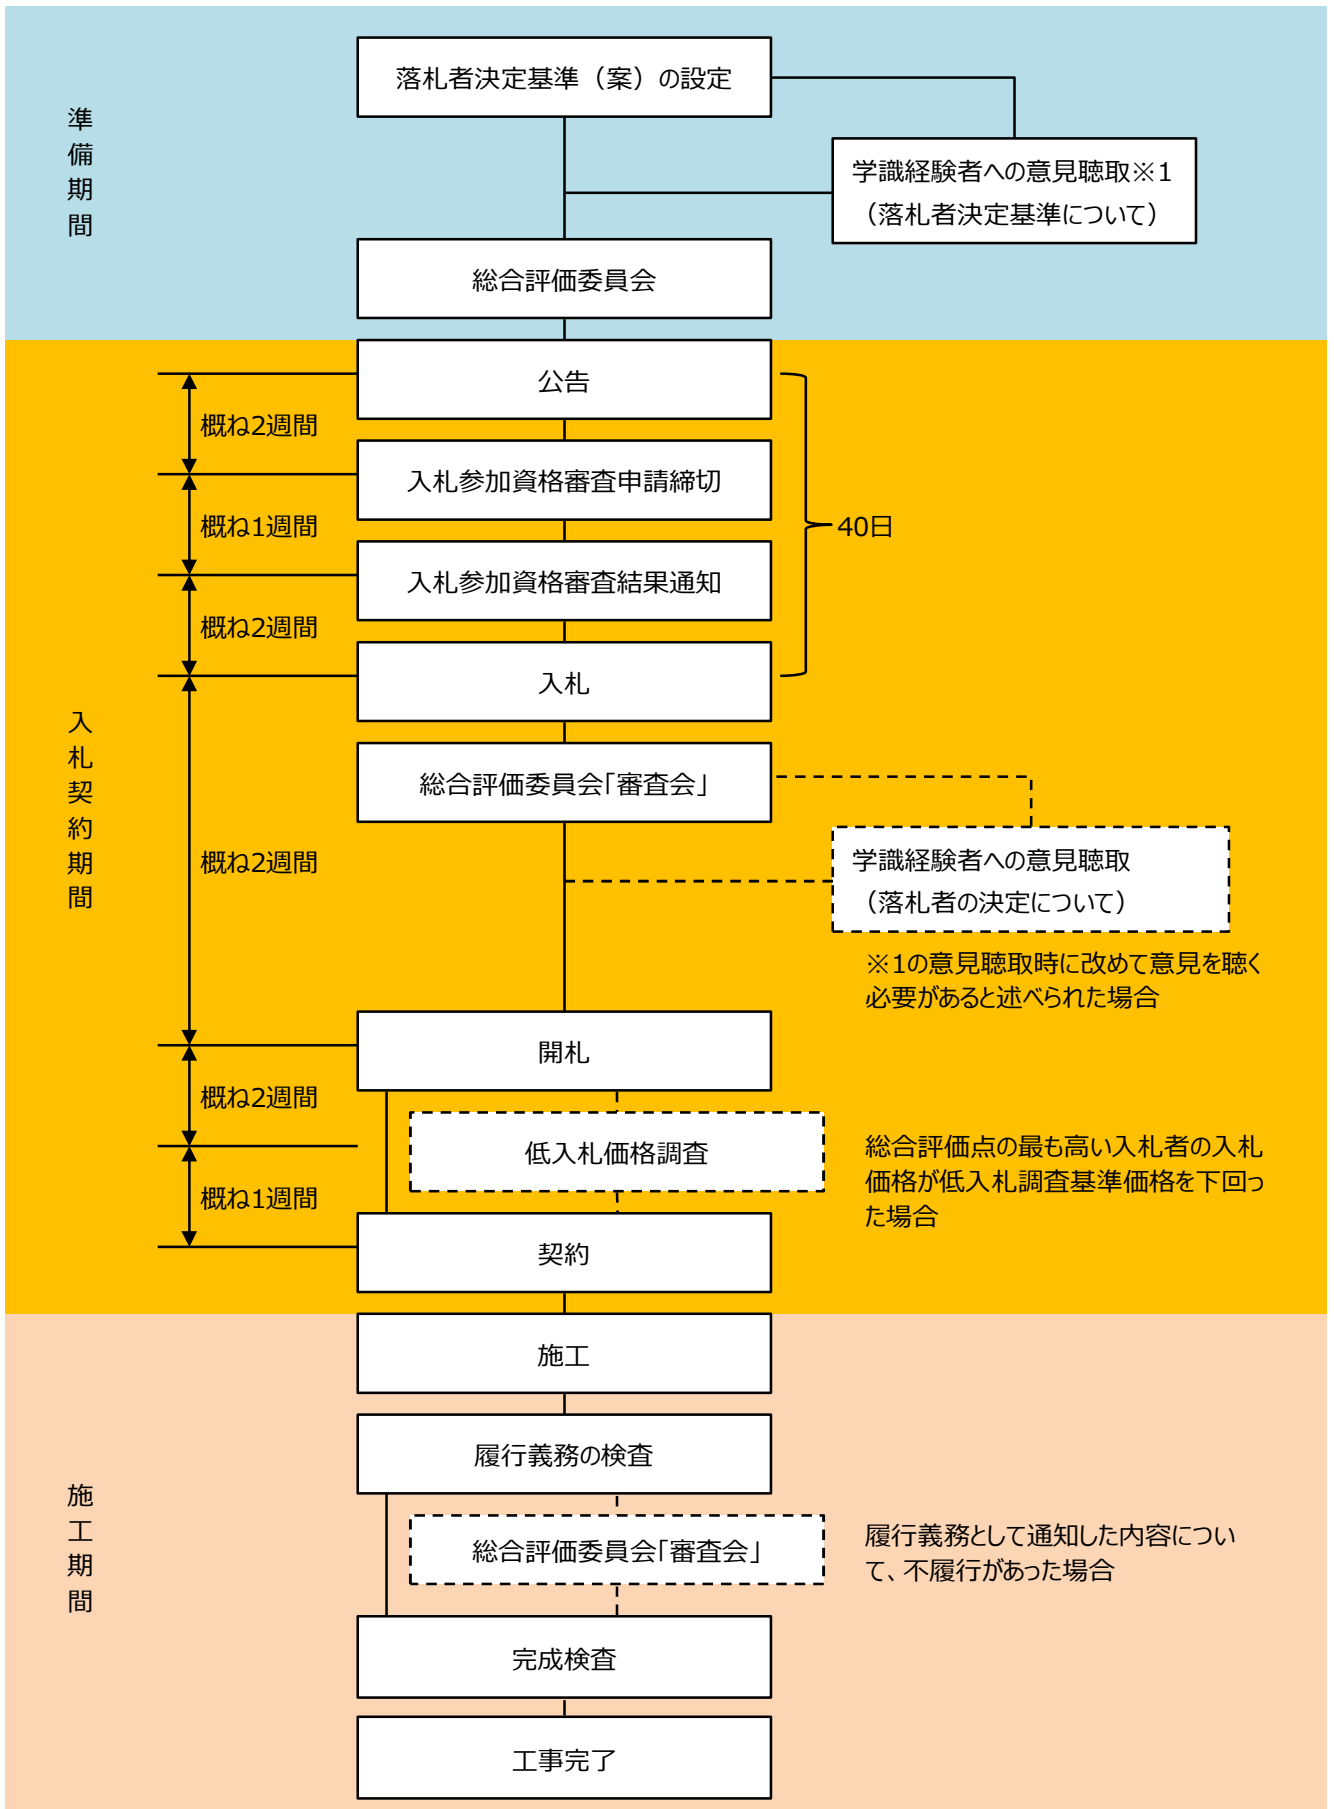 準備期間
落札者決定基準（案）の設定
学識経験者への意見聴取※1
（落札者決定基準について）
総合評価委員会
入札契約期間
公告
概ね2週間
入札参加資格審査申請締切
概ね1週間
40日
入札参加資格審査結果通知
概ね2週間
入札
総合評価委員会「審査会」
概ね2週間
学識経験者への意見聴取
（落札者の決定について）
※1の意見聴取時に改めて意見を聴く
必要があると述べられた場合
開札
概ね2週間
低入札価格調査
総合評価点の最も高い入札者の入札
価格が低入札調査基準価格を下回っ
た場合
概ね1週間
契約
施工期間
施工
履行義務の検査
総合評価委員会「審査会」
履行義務として通知した内容につい
て、不履行があった場合
完成検査
工事完了